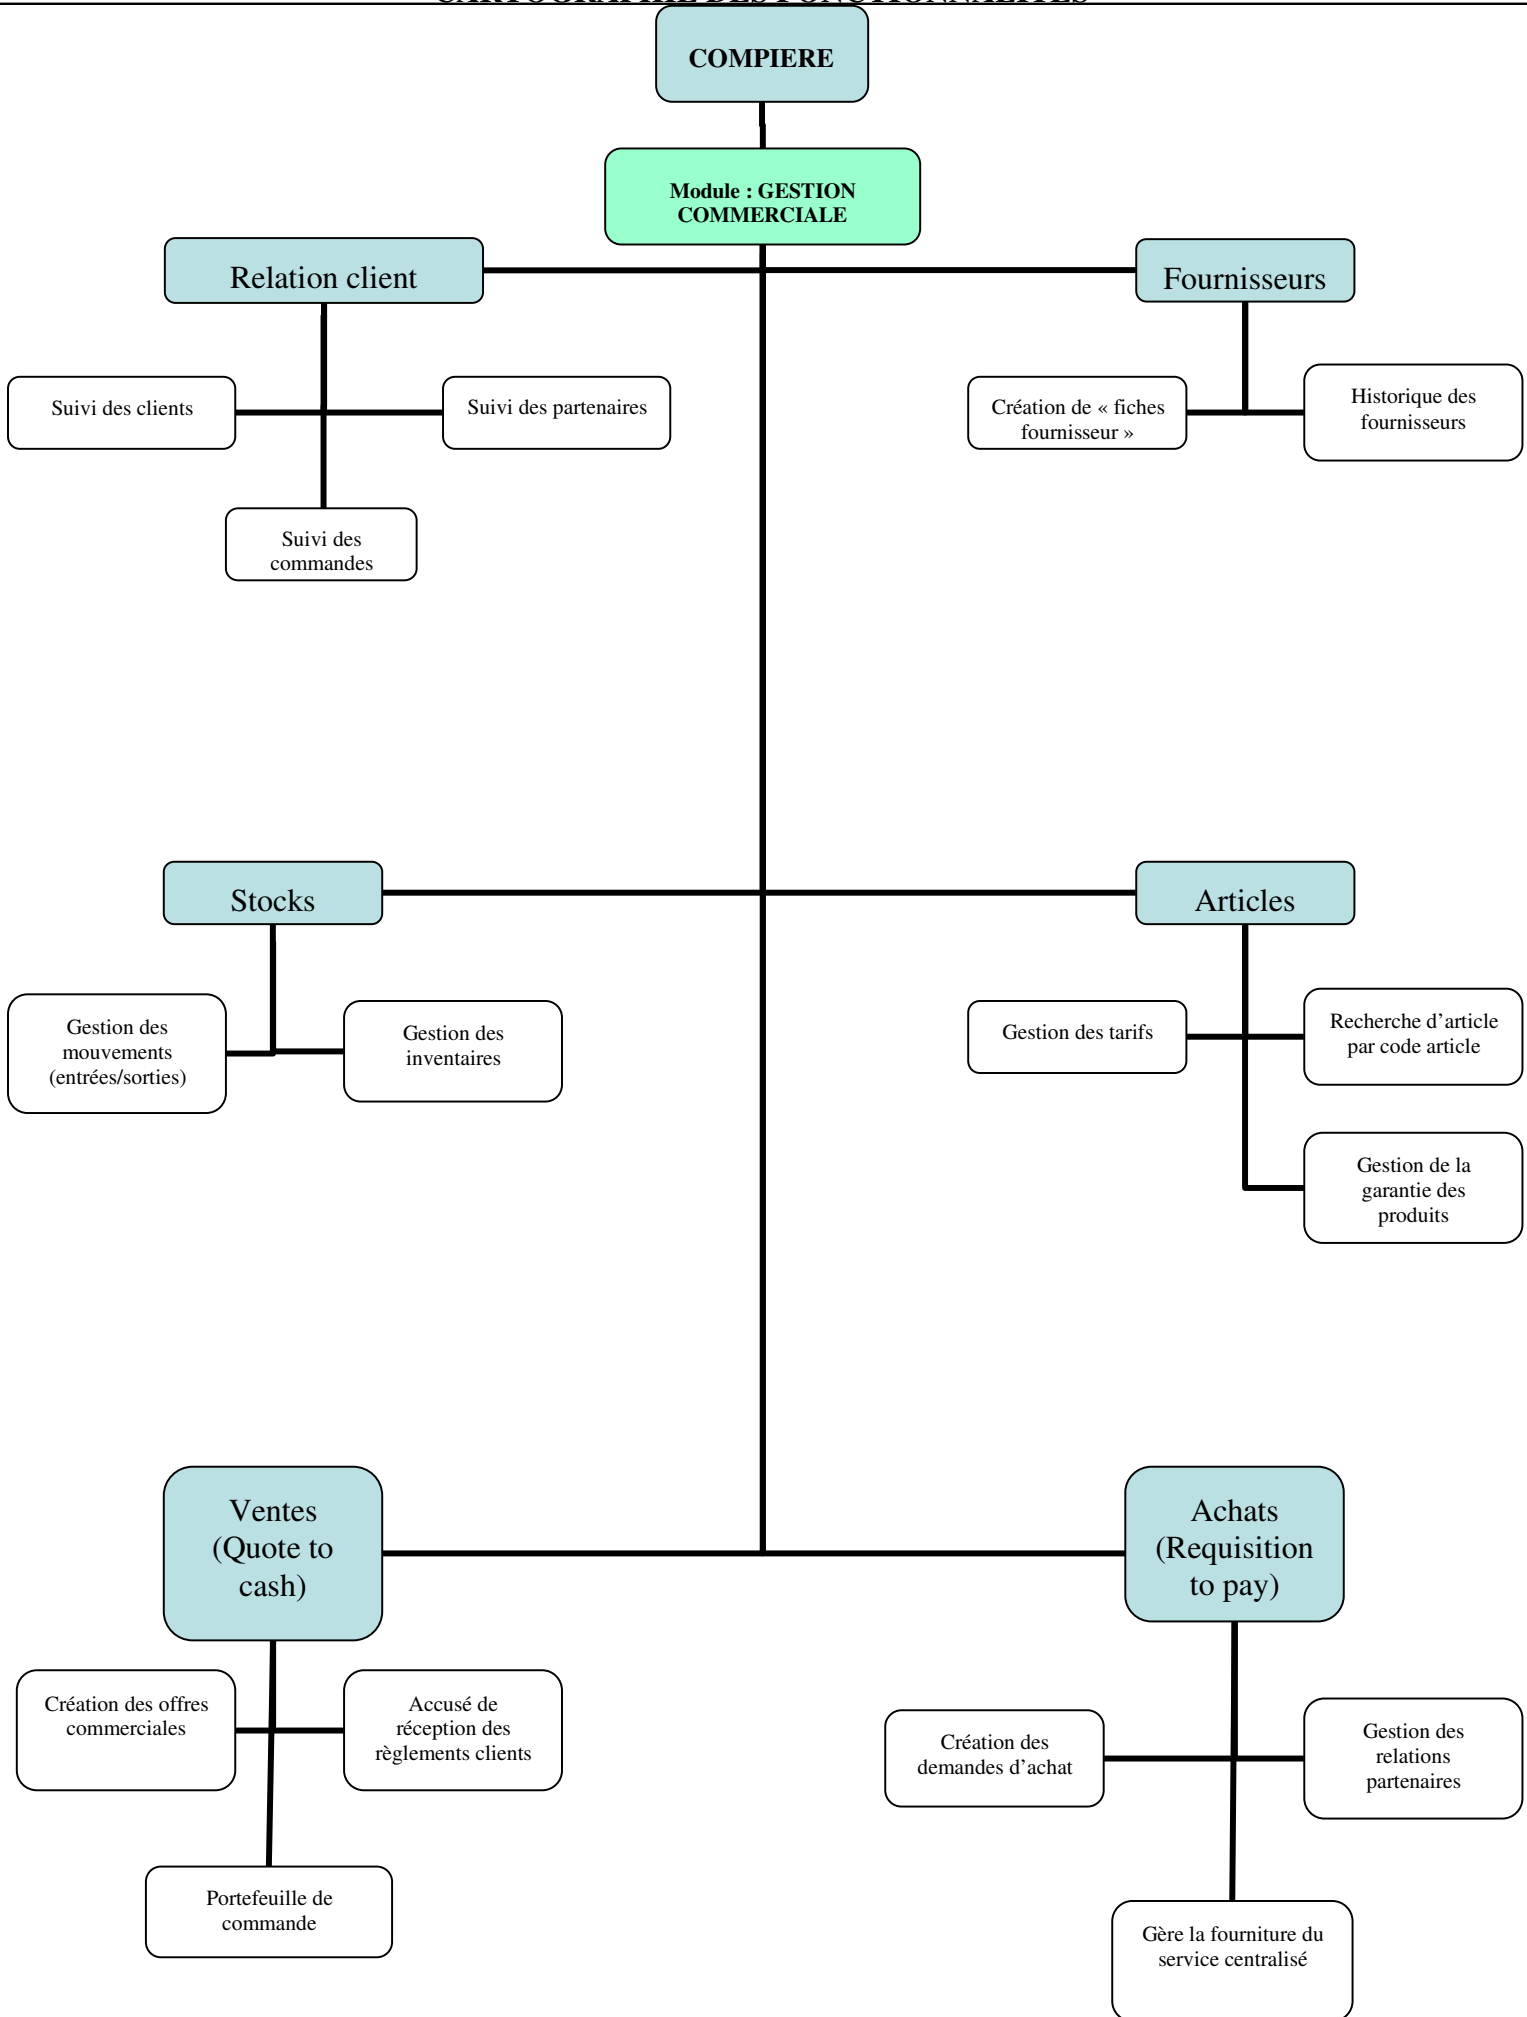 CARTOGRAPHIE DES FONCTIONNALITES
COMPIERE
Module : GESTION
COMMERCIALE
Relation client
Fournisseurs
Suivi des clients
Suivi des partenaires
Création de « fiches
fournisseur »
Historique des
fournisseurs
Suivi des
commandes
Stocks
Articles
Gestion des
mouvements
(entrées/sorties)
Gestion des
inventaires
Gestion des tarifs
Recherche d’article
par code article
Gestion de la
garantie des
produits
Ventes
(Quote to
cash)
Achats
(Requisition
to pay)
Création des offres
commerciales
Accusé de
réception des
règlements clients
Création des
demandes d’achat
Gestion des
relations
partenaires
Portefeuille de
commande
Gère la fourniture du
service centralisé